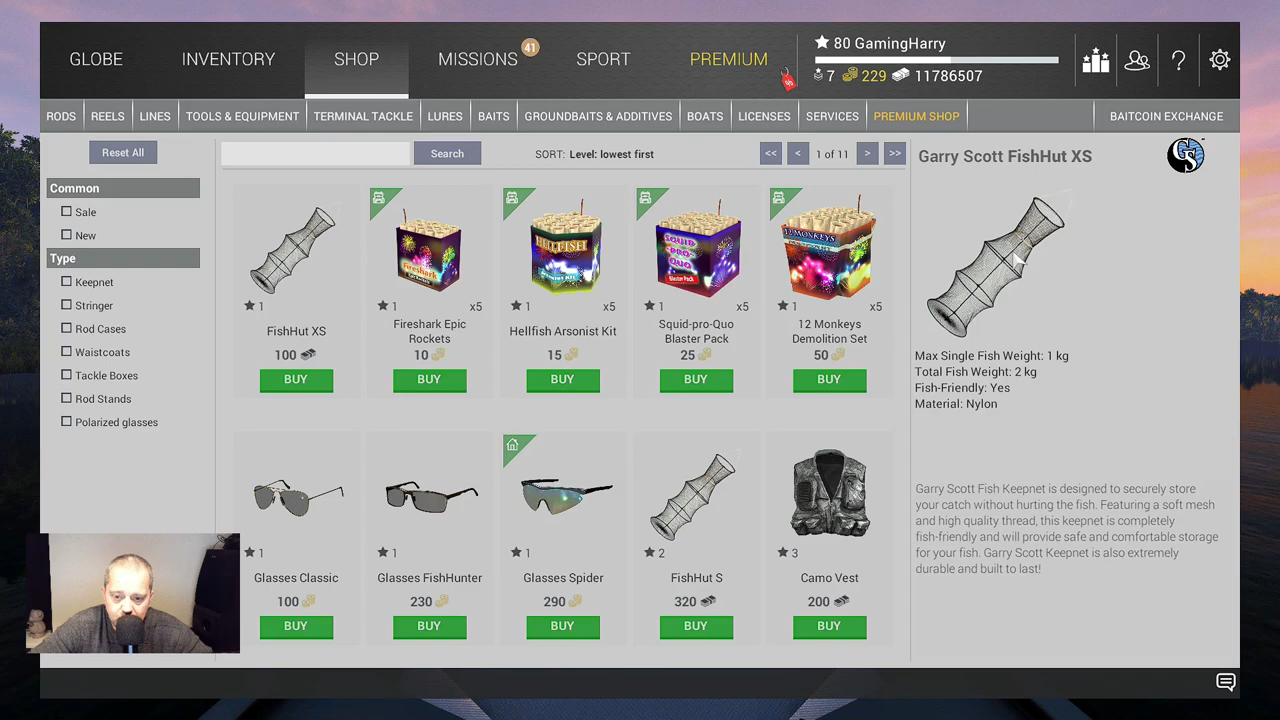 GLOBE INVENTORY SHOP MISSIONS 41 SPORT PREMIUM %
80 GamingHarry
7 229 11786507
RODS REELS LINES TOOLS & EQUIPMENT TERMINAL TACKLE LURES BAITS GROUNDBAITS & ADDITIVES BOATS LICENSES SERVICES PREMIUM SHOP BAITCOIN EXCHANGE
Reset All
Search SORT: Level: lowest first << < 1 of 11 > >>
Common
Sale
New
Type
Keepnet
Stringer
Rod Cases
Waistcoats
Tackle Boxes
Rod Stands
Polarized glasses
1
FishHut XS
100
BUY
1 x5
Fireshark Epic
Rockets
10
BUY
1 x5
Hellfish Arsonist Kit
15
BUY
1 x5
Squid-pro-Quo
Blaster Pack
25
BUY
1 x5
12 Monkeys
Demolition Set
50
BUY
1
Glasses Classic
100
BUY
1
Glasses FishHunter
230
BUY
1
Glasses Spider
290
BUY
2
FishHut S
320
BUY
3
Camo Vest
200
BUY
Garry Scott FishHut XS
Max Single Fish Weight: 1 kg
Total Fish Weight: 2 kg
Fish-Friendly: Yes
Material: Nylon
Garry Scott Fish Keepnet is designed to securely store
your catch without hurting the fish. Featuring a soft mesh
and high quality thread, this keepnet is completely
fish-friendly and will provide safe and comfortable storage
for your fish. Garry Scott Keepnet is also extremely
durable and built to last!